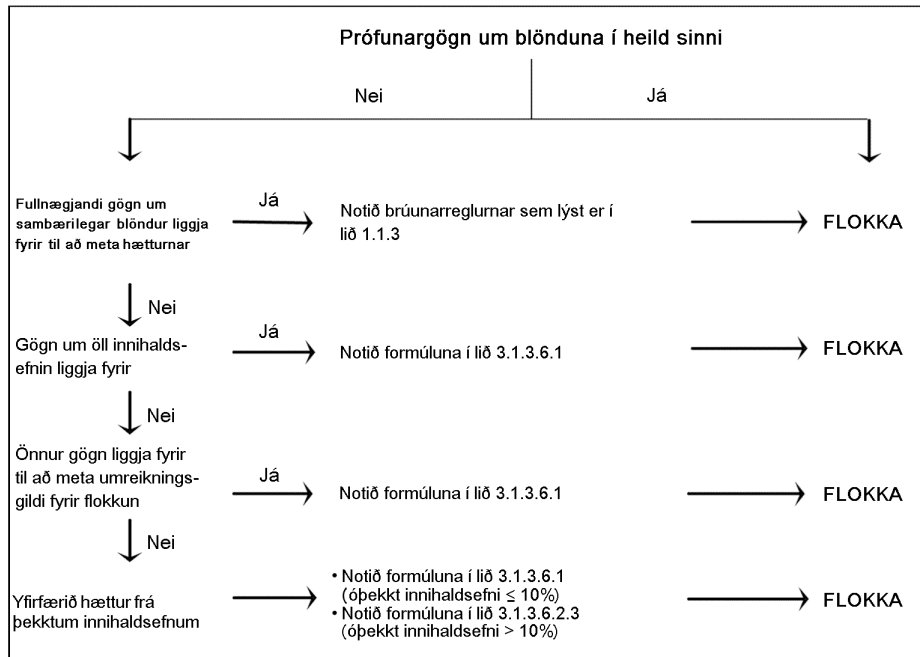 Prófunargögn um blönduna í heild sinni
Nei
Já
Fullnægjandi gögn um
sambærilegar blöndur liggja
fyrir til að meta hætturnar
Já
Notið brúunarreglurnar sem lýst er í
lið 1.1.3
FLOKKA
Nei
Gögn um öll innihalds-
efnin liggja fyrir
Já
Notið formúluna í lið 3.1.3.6.1
FLOKKA
Nei
Önnur gögn liggja fyrir
til að meta umreiknings-
gildi fyrir flokkun
Já
Notið formúluna í lið 3.1.3.6.1
FLOKKA
Nei
Yfirfærið hættur frá
þekktum innihaldsefnum
• Notið formúluna í lið 3.1.3.6.1
(óþekkt innihaldsefni ≤ 10%)
• Notið formúluna í lið 3.1.3.6.2.3
(óþekkt innihaldsefni > 10%)
FLOKKA